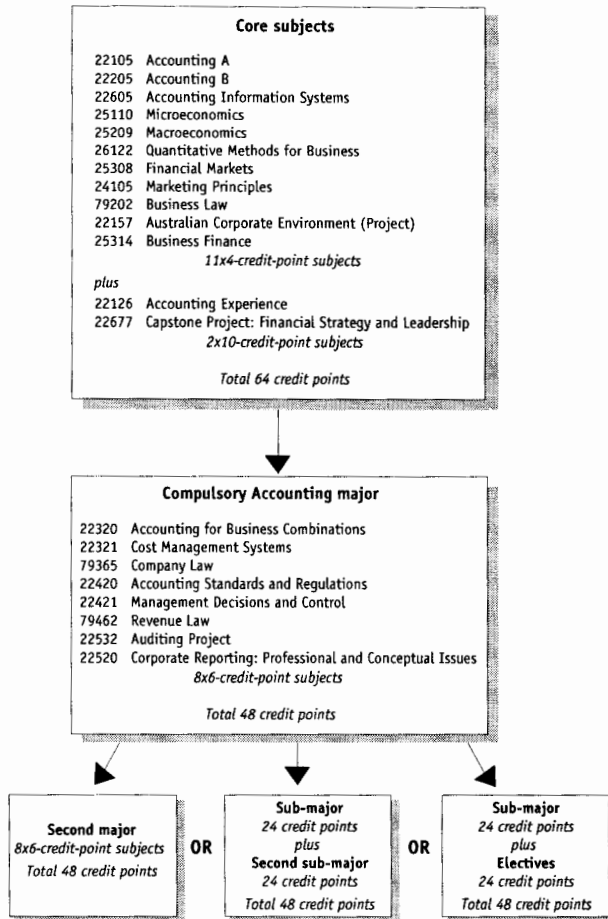 Core subjects
22105 Accounting A
22205 Accounting B
22605 Accounting Information Systems
25110 Microeconomics
25209 Macroeconomics
26122 Quantitative Methods for Business
25308 Financial Markets
24105 Marketing Principles
79202 Business Law
22157 Australian Corporate Environment (Project)
25314 Business Finance
11x4-credit-point subjects
plus
22126 Accounting Experience
22677 Capstone Project: Financial Strategy and Leadership
2x10-credit-point subjects
Total 64 credit points
Compulsory Accounting major
22320 Accounting for Business Combinations
22321 Cost Management Systems
79365 Company Law
22420 Accounting Standards and Regulations
22421 Management Decisions and Control
79462 Revenue Law
22532 Auditing Project
22520 Corporate Reporting: Professional and Conceptual Issues
8x6-credit-point subjects
Total 48 credit points
Second major
8x6-credit-point subjects
Total 48 credit points
OR
Sub-major
24 credit points
plus
Second sub-major
24 credit points
Total 48 credit points
OR
Sub-major
24 credit points
plus
Electives
24 credit points
Total 48 credit points